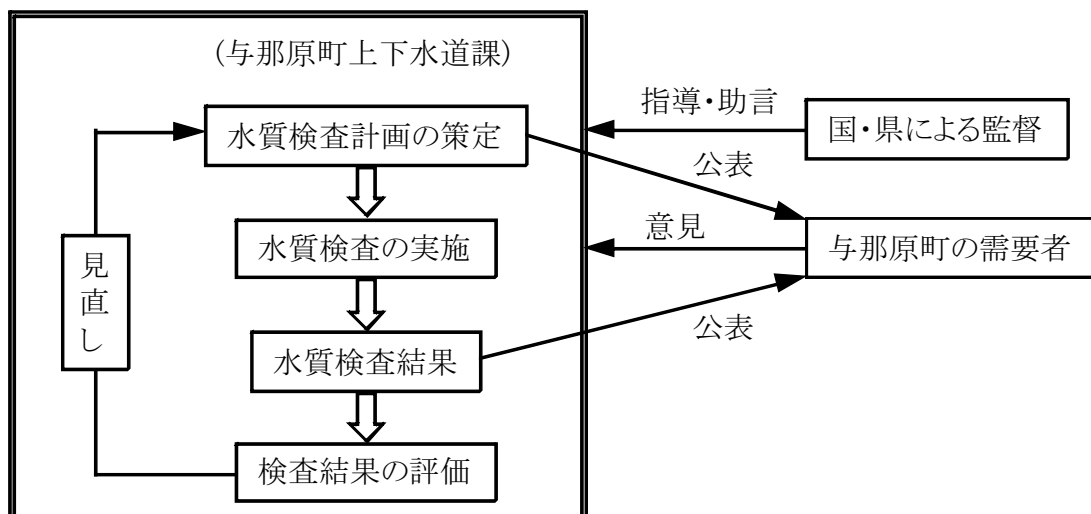 (与那原町上下水道課)
指導・助言
国・県による監督
水質検査計画の策定
公表
意見
水質検査の実施
与那原町の需要者
見直し
公表
水質検査結果
検査結果の評価